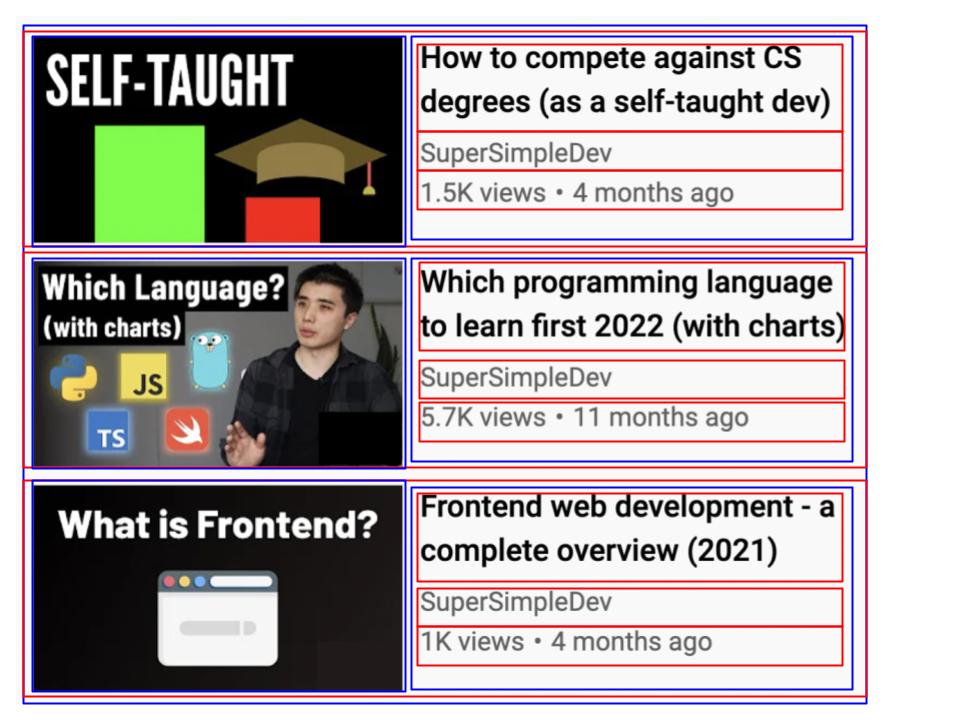 SELF-TAUGHT
How to compete against CS
degrees (as a self-taught dev)
SuperSimpleDev
1.5K views • 4 months ago
Which Language?
(with charts)
JS
TS
Which programming language
to learn first 2022 (with charts)
SuperSimpleDev
5.7K views • 11 months ago
What is Frontend?
Frontend web development - a
complete overview (2021)
SuperSimpleDev
1K views • 4 months ago